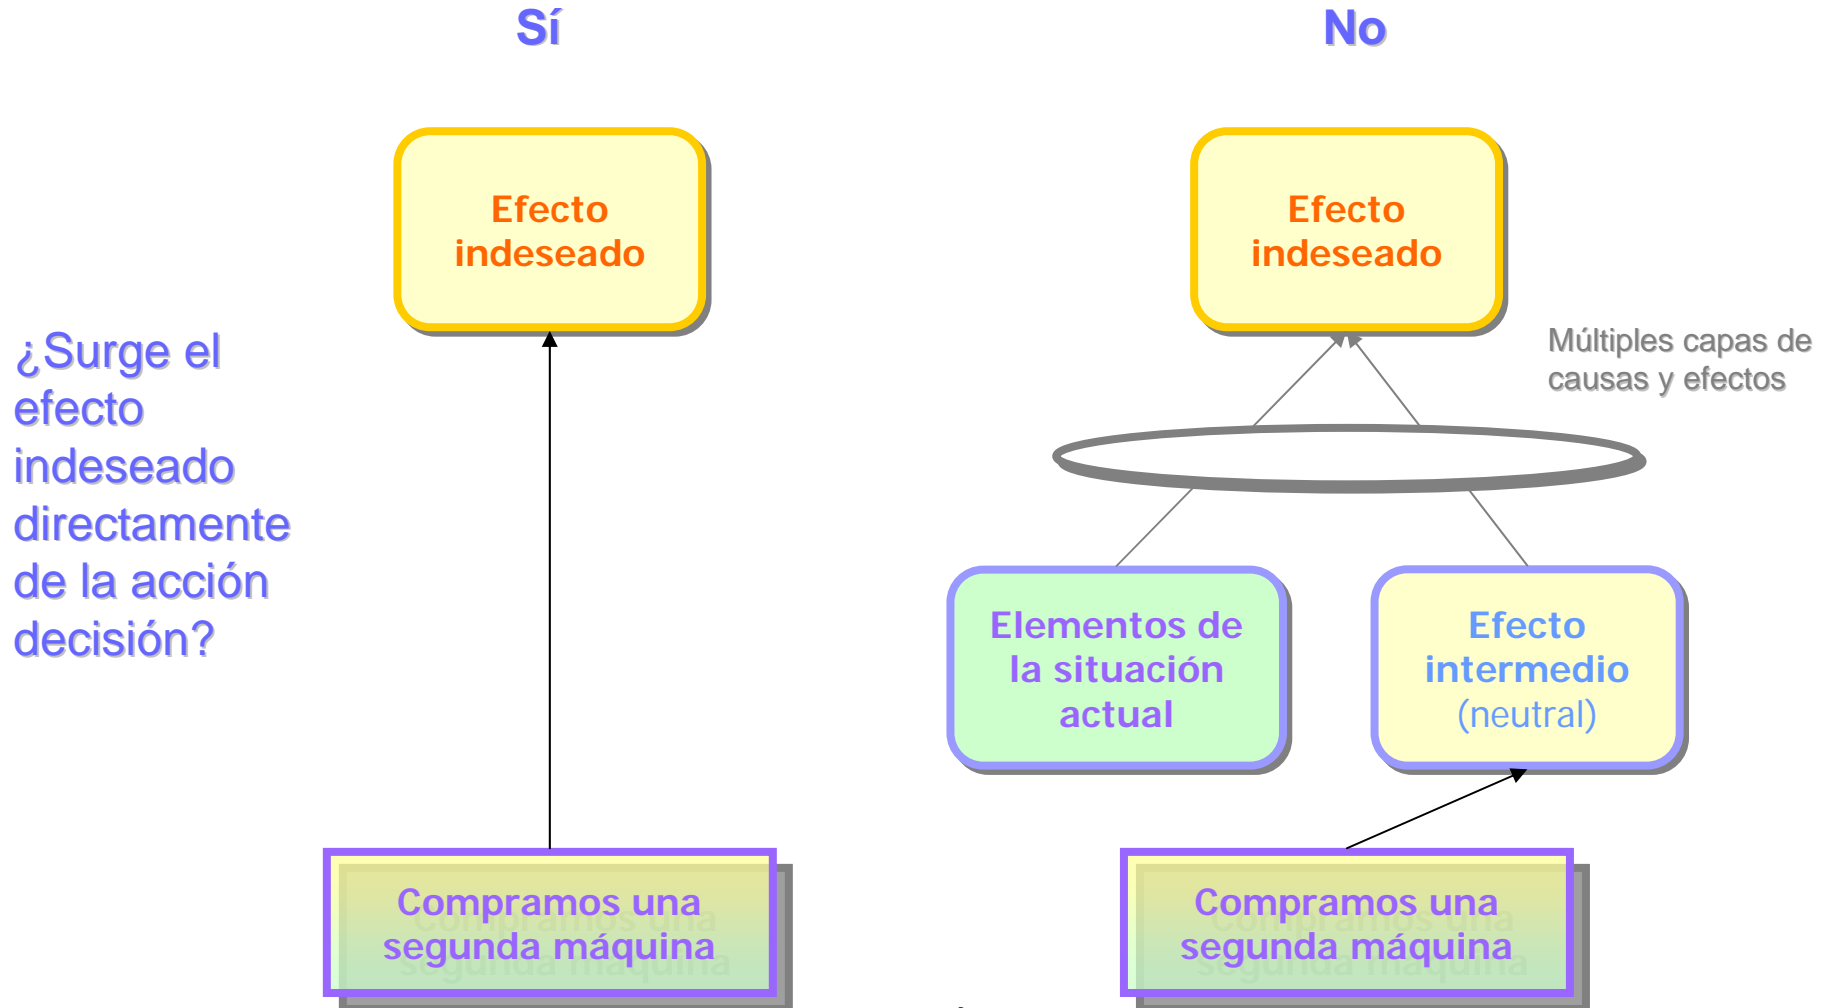 Sí
No
Efecto
indeseado
Efecto
indeseado
¿Surge el
efecto
indeseado
directamente
de la acción
decisión?
Múltiples capas de
causas y efectos
Elementos de
la situación
actual
Efecto
intermedio
(neutral)
Compramos una
segunda máquina
Compramos una
segunda máquina